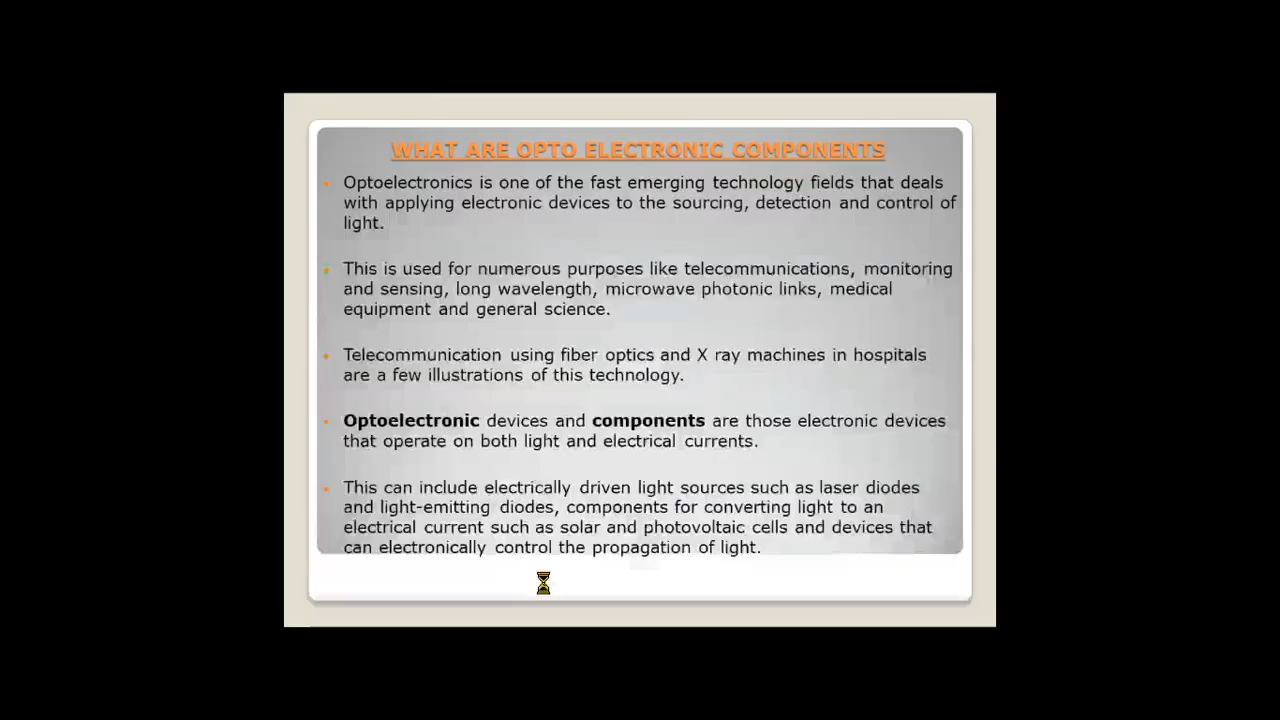 WHAT ARE OPTO ELECTRONIC COMPONENTS
Optoelectronics is one of the fast emerging technology fields that deals
with applying electronic devices to the sourcing, detection and control of
light.
This is used for numerous purposes like telecommunications, monitoring
and sensing, long wavelength, microwave photonic links, medical
equipment and general science.
Telecommunication using fiber optics and X ray machines in hospitals
are a few illustrations of this technology.
Optoelectronic devices and components are those electronic devices
that operate on both light and electrical currents.
This can include electrically driven light sources such as laser diodes
and light-emitting diodes, components for converting light to an
electrical current such as solar and photovoltaic cells and devices that
can electronically control the propagation of light.